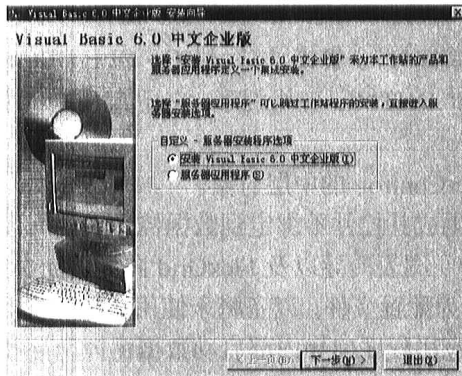 Visual Basic 6.0 中文企业版 安装向导
Visual Basic 6.0 中文企业版
选择“安装 Visual Basic 6.0 中文企业版”来为本工作站的产品和
服务器应用程序定义一个集成安装。
选择“服务器应用程序”可以跳过工作站程序的安装，直接进入服
务器安装选项。
自定义 - 服务器安装程序选项
安装 Visual Basic 6.0 中文企业版(I)
服务器应用程序(S)
< 上一页(B)
下一步(N) >
退出(X)